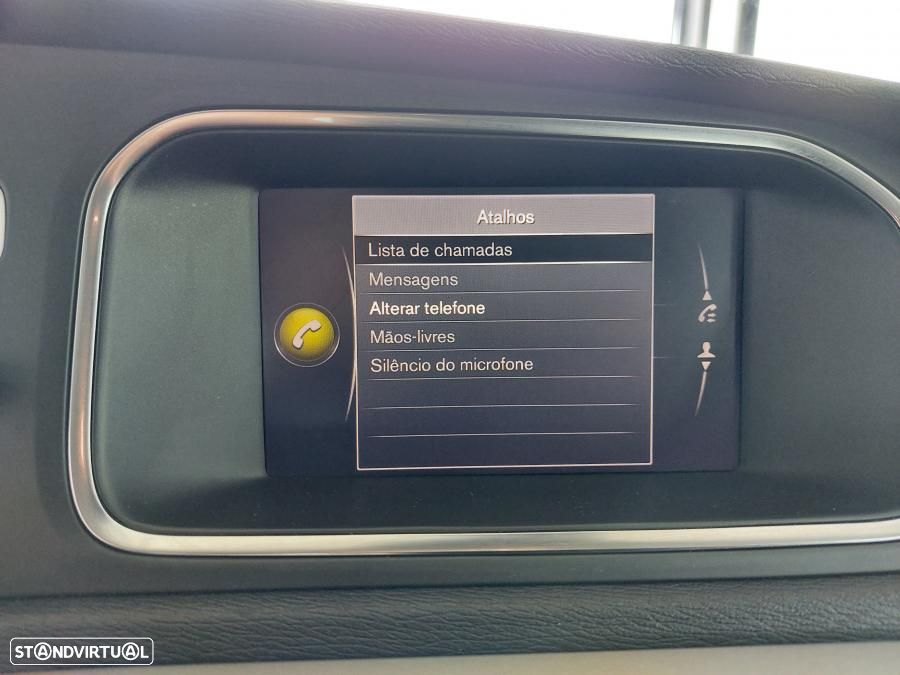 Atalhos
Lista de chamadas
Mensagens
Alterar telefone
Mãos-livres
Silêncio do microfone
STANDVIRTUAL